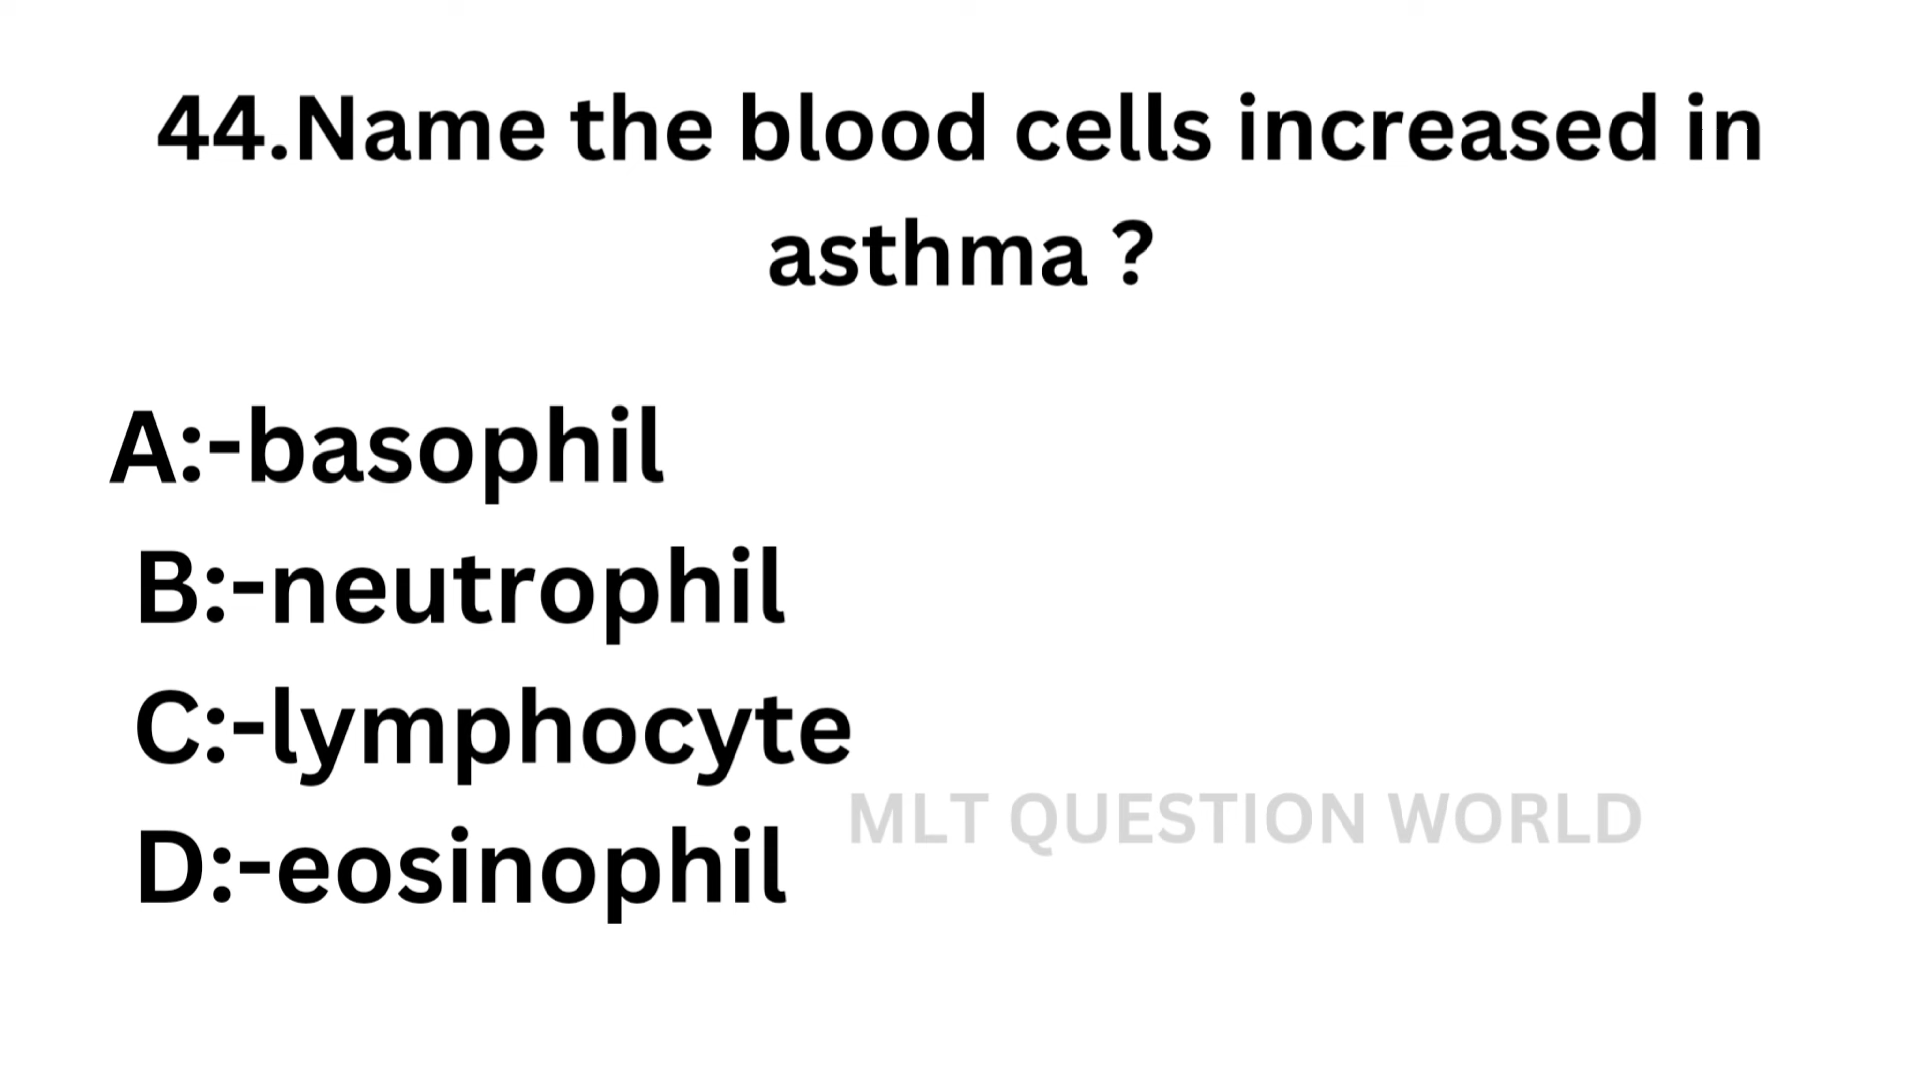 44.Name the blood cells increased in
asthma ?
A:-basophil
B:-neutrophil
C:-lymphocyte
MLT QUESTION WORLD
D:-eosinophil